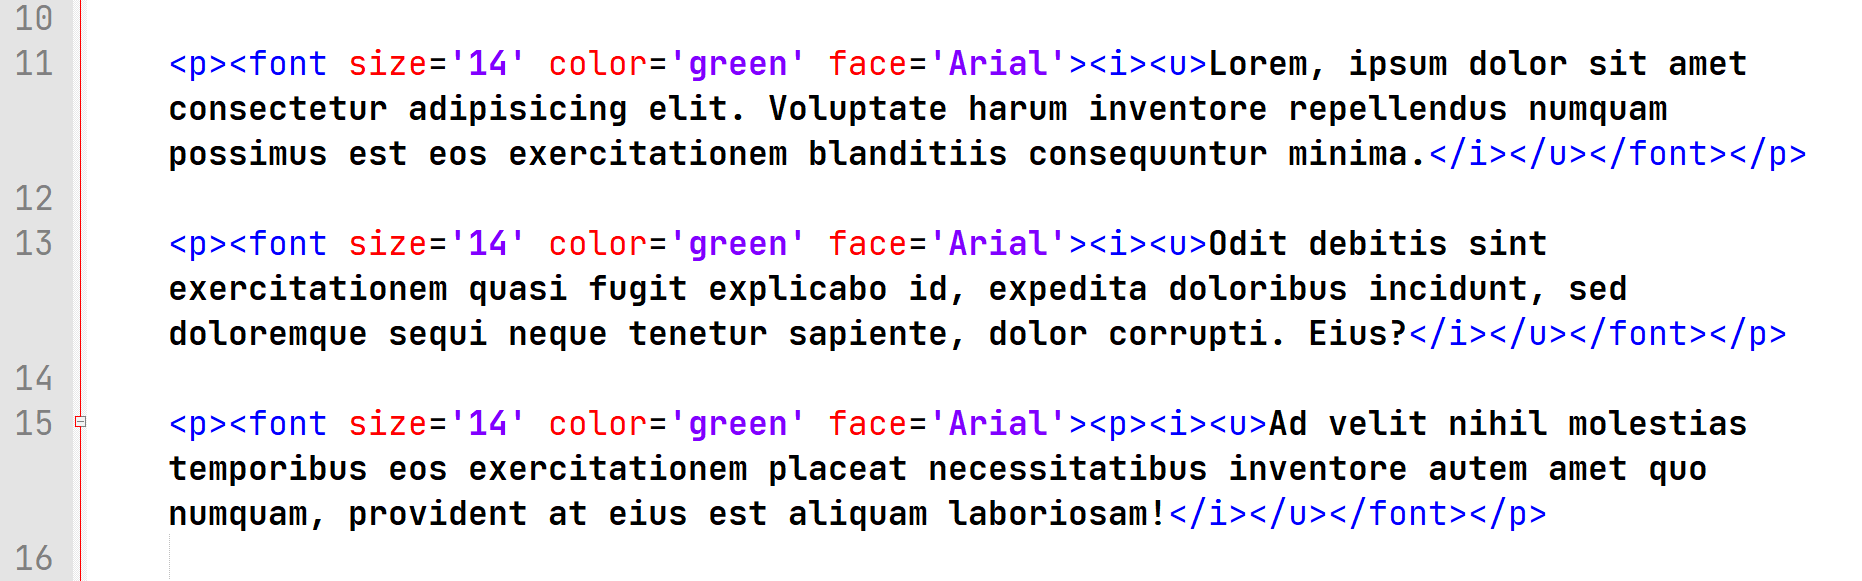 10
11 <p><font size='14' color='green' face='Arial'><i><u>Lorem, ipsum dolor sit amet
consectetur adipisicing elit. Voluptate harum inventore repellendus numquam
possimus est eos exercitationem blanditiis consequuntur minima.</i></u></font></p>
12
13 <p><font size='14' color='green' face='Arial'><i><u>Odit debitis sint
exercitationem quasi fugit explicabo id, expedita doloribus incidunt, sed
doloremque sequi neque tenetur sapiente, dolor corrupti. Eius?</i></u></font></p>
14
15 <p><font size='14' color='green' face='Arial'><p><i><u>Ad velit nihil molestias
temporibus eos exercitationem placeat necessitatibus inventore autem amet quo
numquam, provident at eius est aliquam laboriosam!</i></u></font></p>
16